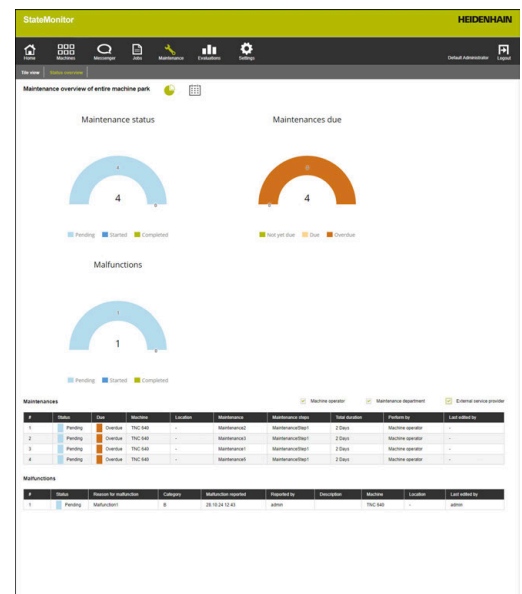 StateMonitor
HEIDENHAIN
Home Machines Messenger Jobs Maintenance Evaluations Settings Default Administrator Logout
Tile view Status overview
Maintenance overview of entire machine park
Maintenance status
4
4
0
Pending Started Completed
Maintenances due
0
4
0
Not yet due Due Overdue
Malfunctions
1
1
0
Pending Started Completed
Maintenances
Machine operator Maintenance department External service provider
# Status Due Machine Location Maintenance Maintenance steps Total duration Perform by Last edited by
1 Pending Overdue TNC 640 - Maintenance2 MaintenanceStep1 2 Days Machine operator -
2 Pending Overdue TNC 640 - Maintenance3 MaintenanceStep1 2 Days Machine operator -
3 Pending Overdue TNC 640 - Maintenance1 MaintenanceStep1 2 Days Machine operator -
4 Pending Overdue TNC 640 - Maintenance5 MaintenanceStep1 2 Days Machine operator -
Malfunctions
# Status Reason for malfunction Category Malfunction reported Reported by Description Machine Location Last edited by
1 Pending Malfunction1 B 28.10.24 12:43 admin TNC 640 - admin